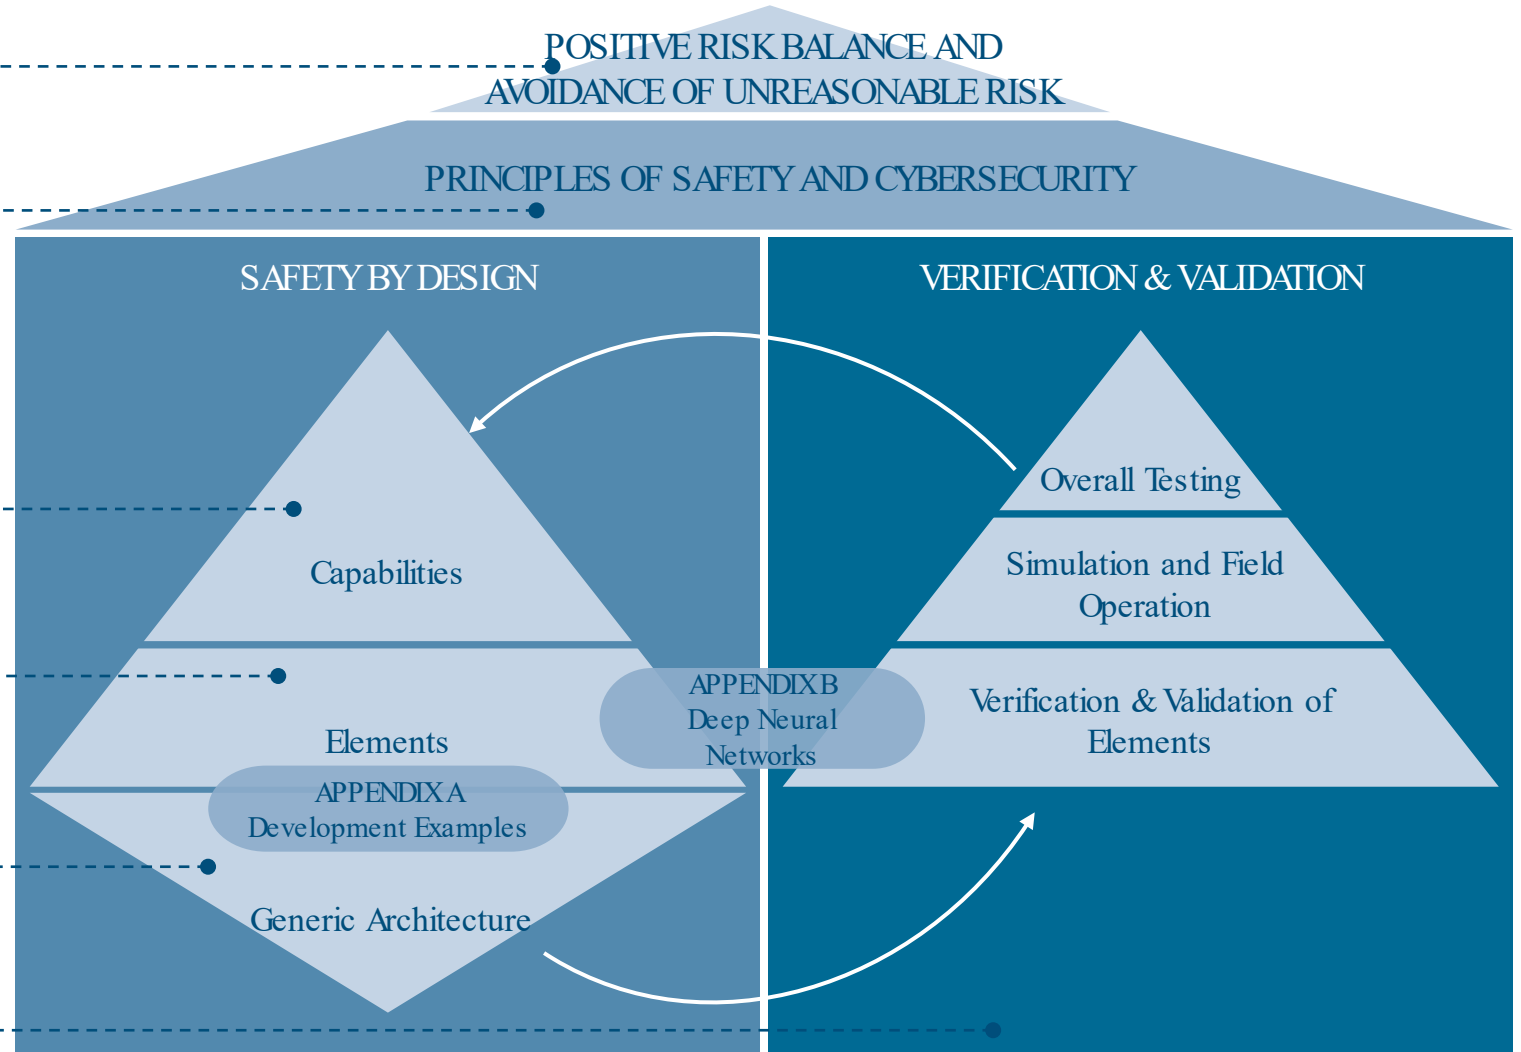 POSITIVE RISK BALANCE AND
AVOIDANCE OF UNREASONABLE RISK
PRINCIPLES OF SAFETY AND CYBERSECURITY
SAFETY BY DESIGN
Capabilities
Elements
APPENDIX A
Development Examples
Generic Architecture
APPENDIX B
Deep Neural
Networks
VERIFICATION & VALIDATION
Overall Testing
Simulation and Field
Operation
Verification & Validation of
Elements